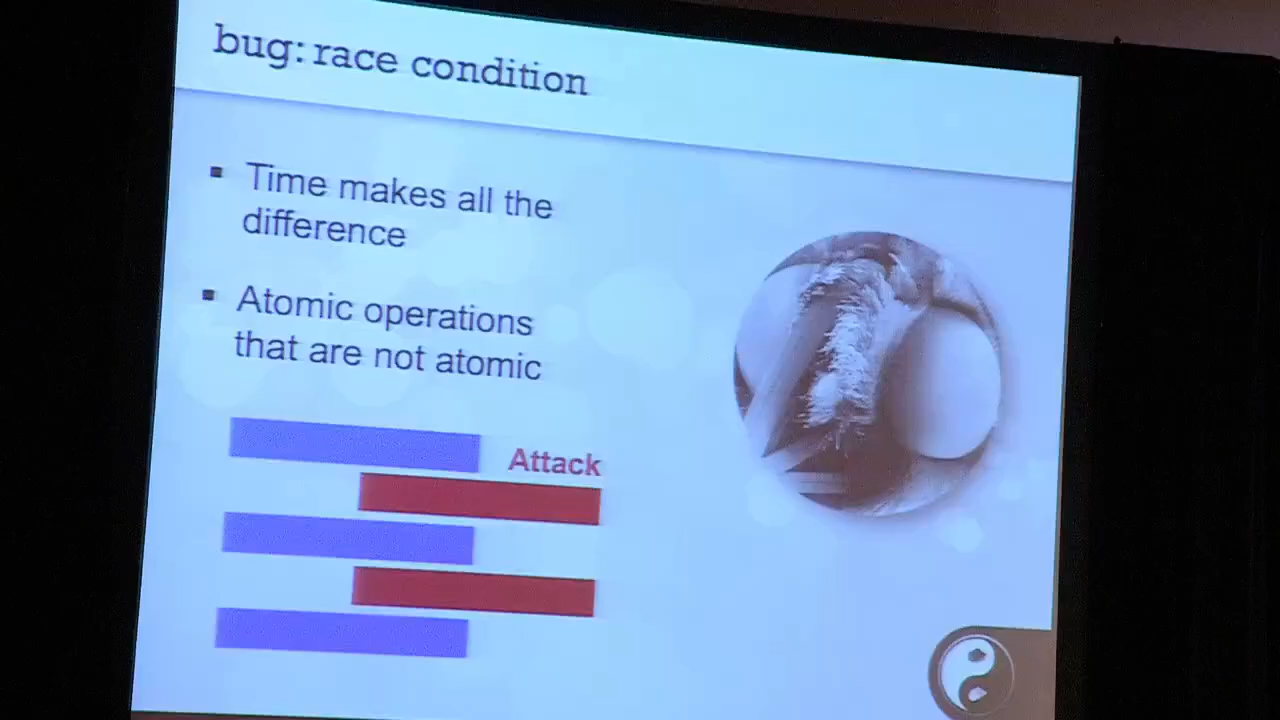 bug: race condition
Time makes all the
difference
Atomic operations
that are not atomic
Attack